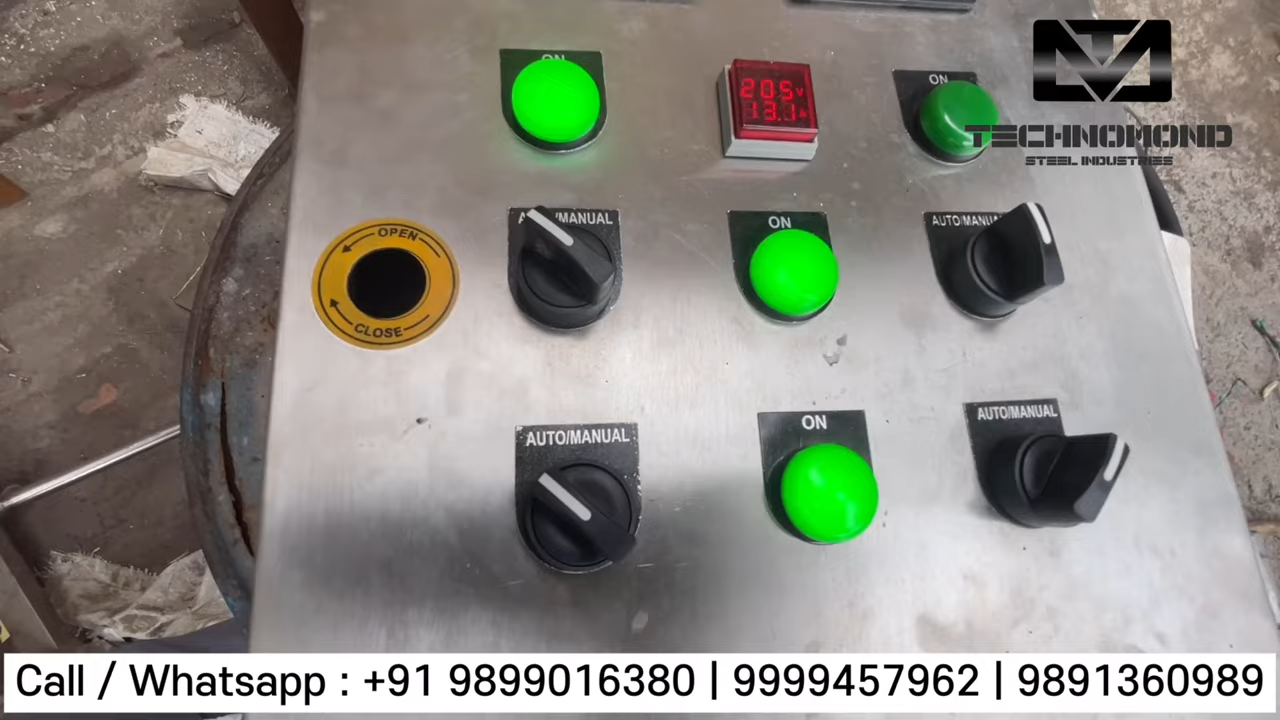 ON
205V
13.1A
ON
TM
TECHNOMOND
STEEL INDUSTRIES
OPEN
CLOSE
AUTO/MANUAL
ON
AUTO/MANUAL
AUTO/MANUAL
ON
AUTO/MANUAL
Call / Whatsapp : +91 9899016380 | 9999457962 | 9891360989